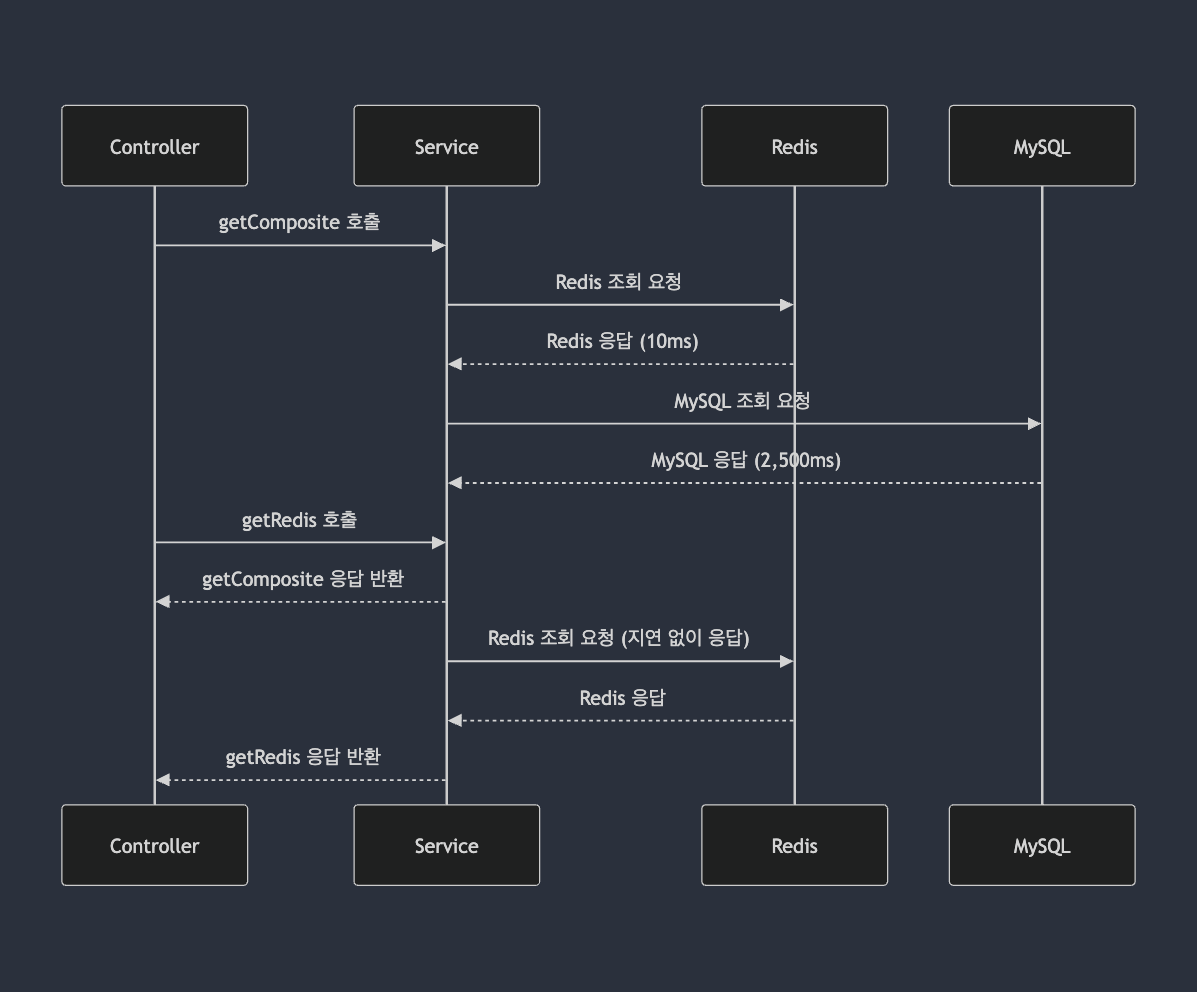 Controller
Service
Redis
MySQL
getComposite 호출
Redis 조회 요청
Redis 응답 (10ms)
MySQL 조회 요청
MySQL 응답 (2,500ms)
getRedis 호출
getComposite 응답 반환
Redis 조회 요청 (지연 없이 응답)
Redis 응답
getRedis 응답 반환
Controller
Service
Redis
MySQL